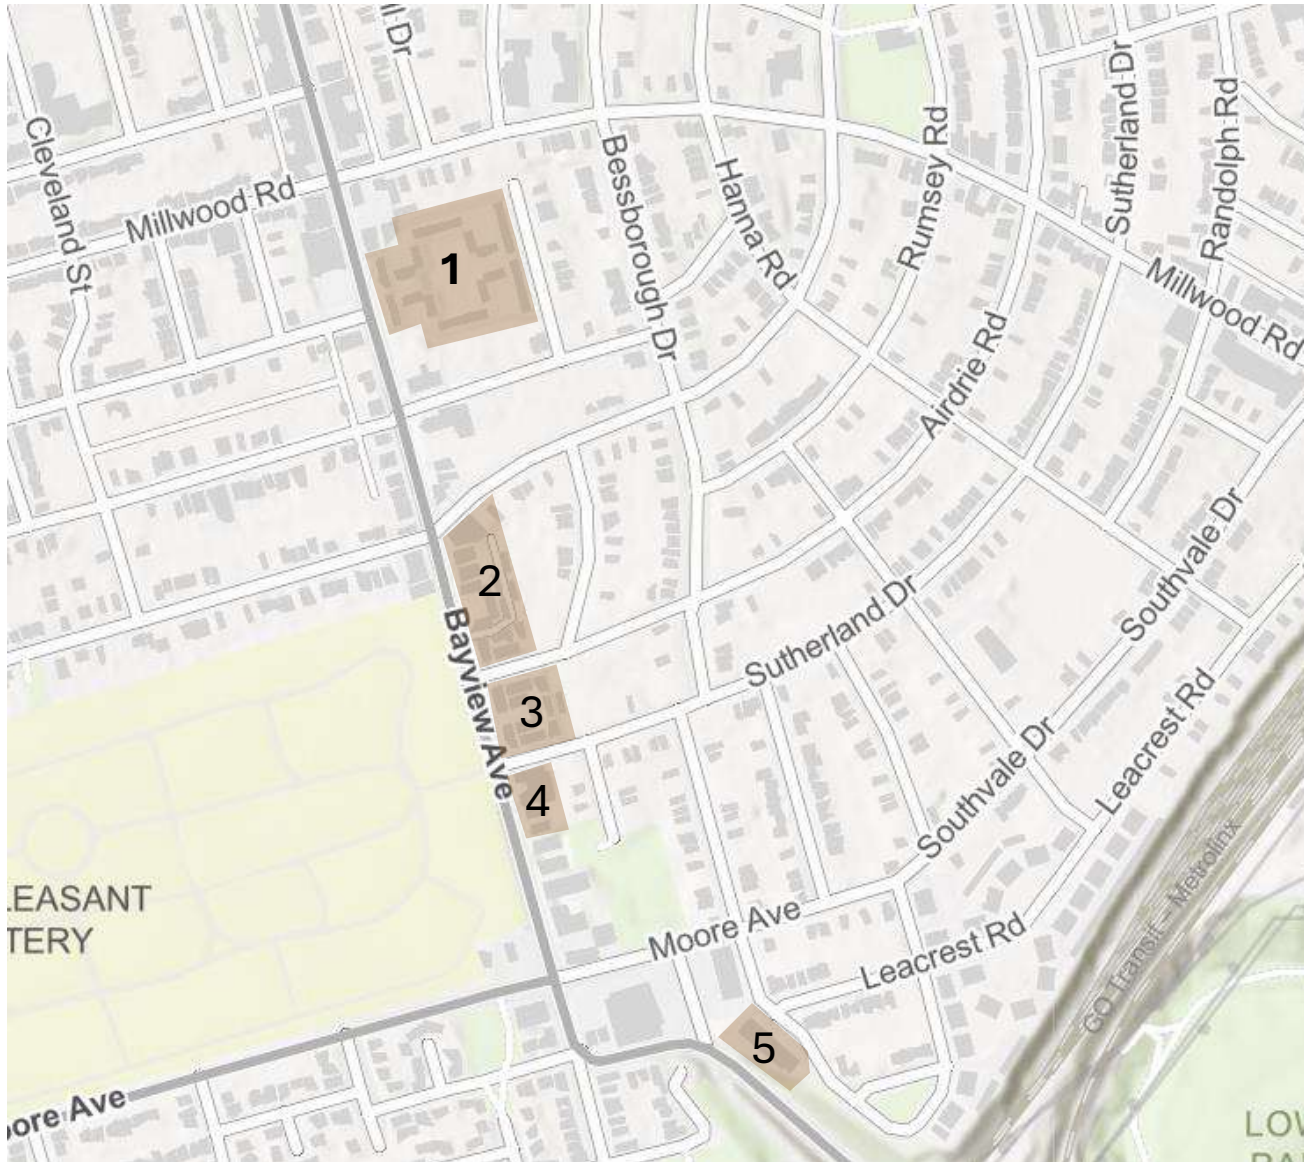 Cleveland St
Millwood Rd
Bessborough Dr
Hanna Rd
Rumsey Rd
Sutherland Dr
Randolph Rd
Millwood Rd
1
Airdrie Rd
2
Bayview Ave
Sutherland Dr
Southvale Dr
3
4
Southvale Dr
Leacrest Rd
LEASANT
TERY
Moore Ave
Leacrest Rd
GO Transit - Metrolinx
5
oore Ave